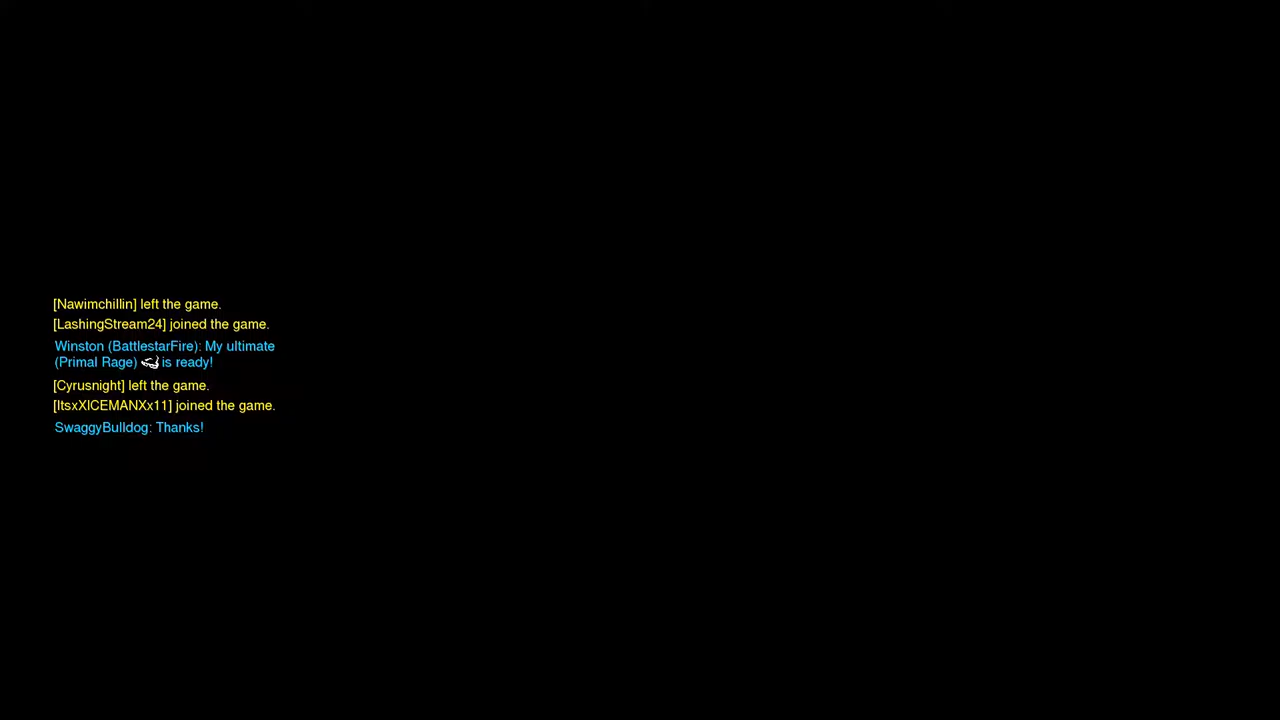 [Nawimchillin] left the game.
[LashingStream24] joined the game.
Winston (BattlestarFire): My ultimate
(Primal Rage) is ready!
[Cyrusnight] left the game.
[ItsxXICEMANXx11] joined the game.
SwaggyBulldog: Thanks!